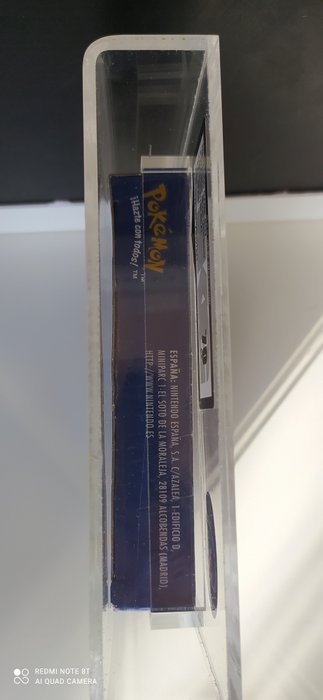 POKéMON™
¡Hazte con todos!™
ESPAÑA: NINTENDO ESPAÑA, S.A. C/AZALEA, 1-EDIFICIO D,
MINIPARC 1 EL SOTO DE LA MORALEJA, 28109 ALCOBENDAS (MADRID),
HTTP://WWW.NINTENDO.ES
REDMI NOTE 8T
AI QUAD CAMERA